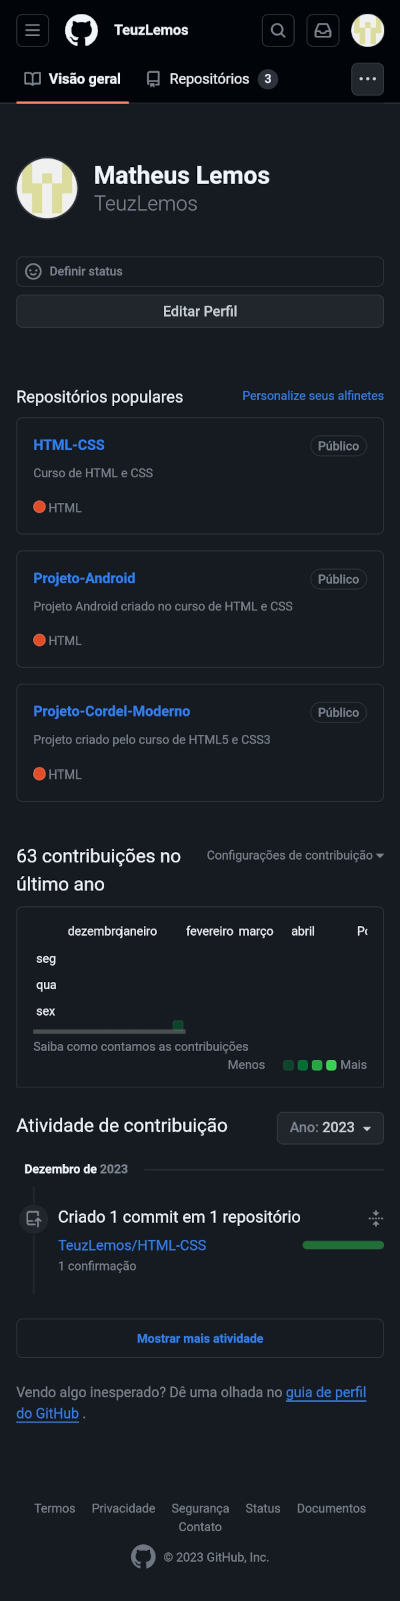 TeuzLemos
Visão geral
Repositórios 3
Matheus Lemos
TeuzLemos
Definir status
Editar Perfil
Repositórios populares
Personalize seus alfinetes
HTML-CSS
Público
Curso de HTML e CSS
HTML
Projeto-Android
Público
Projeto Android criado no curso de HTML e CSS
HTML
Projeto-Cordel-Moderno
Público
Projeto criado pelo curso de HTML5 e CSS3
HTML
63 contribuições no
último ano
Configurações de contribuição
dezembro janeiro fevereiro março abril
seg
qua
sex
Saiba como contamos as contribuições
Menos Mais
Atividade de contribuição
Ano: 2023
Dezembro de 2023
Criado 1 commit em 1 repositório
TeuzLemos/HTML-CSS
1 confirmação
Mostrar mais atividade
Vendo algo inesperado? Dê uma olhada no guia de perfil
do GitHub .
Termos Privacidade Segurança Status Documentos
Contato
© 2023 GitHub, Inc.